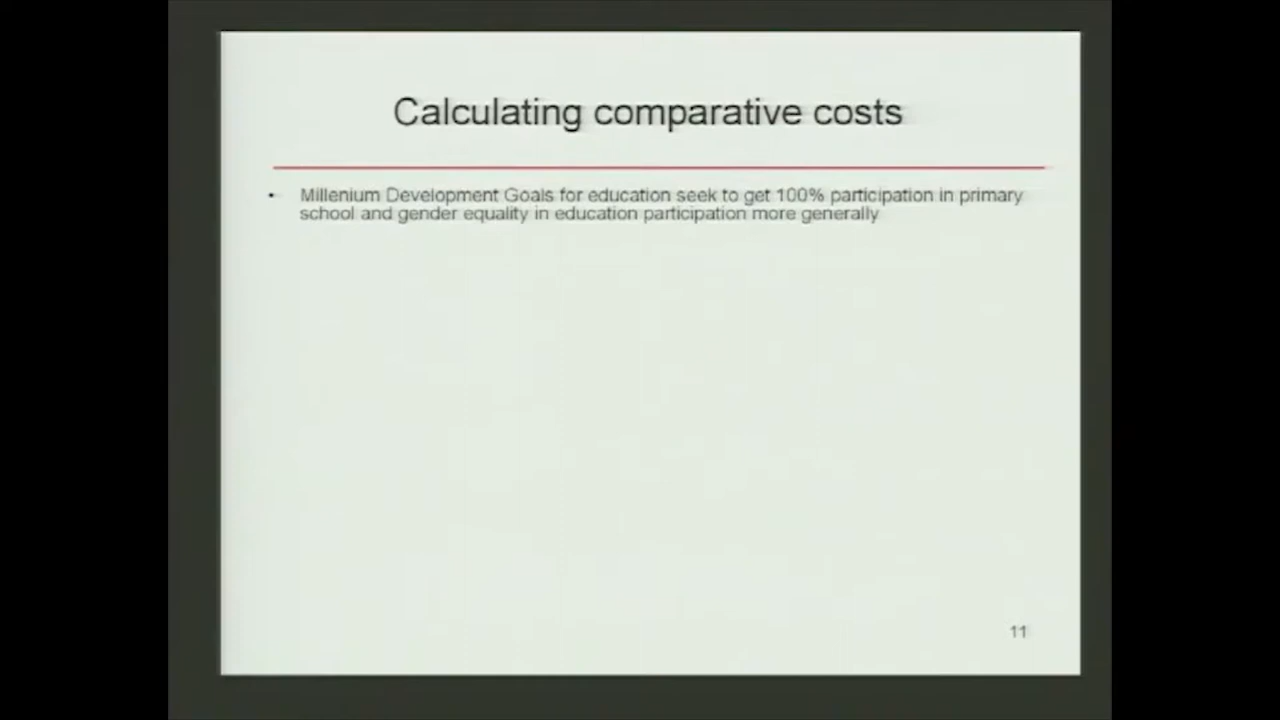 Calculating comparative costs
• Millenium Development Goals for education seek to get 100% participation in primary
school and gender equality in education participation more generally
11